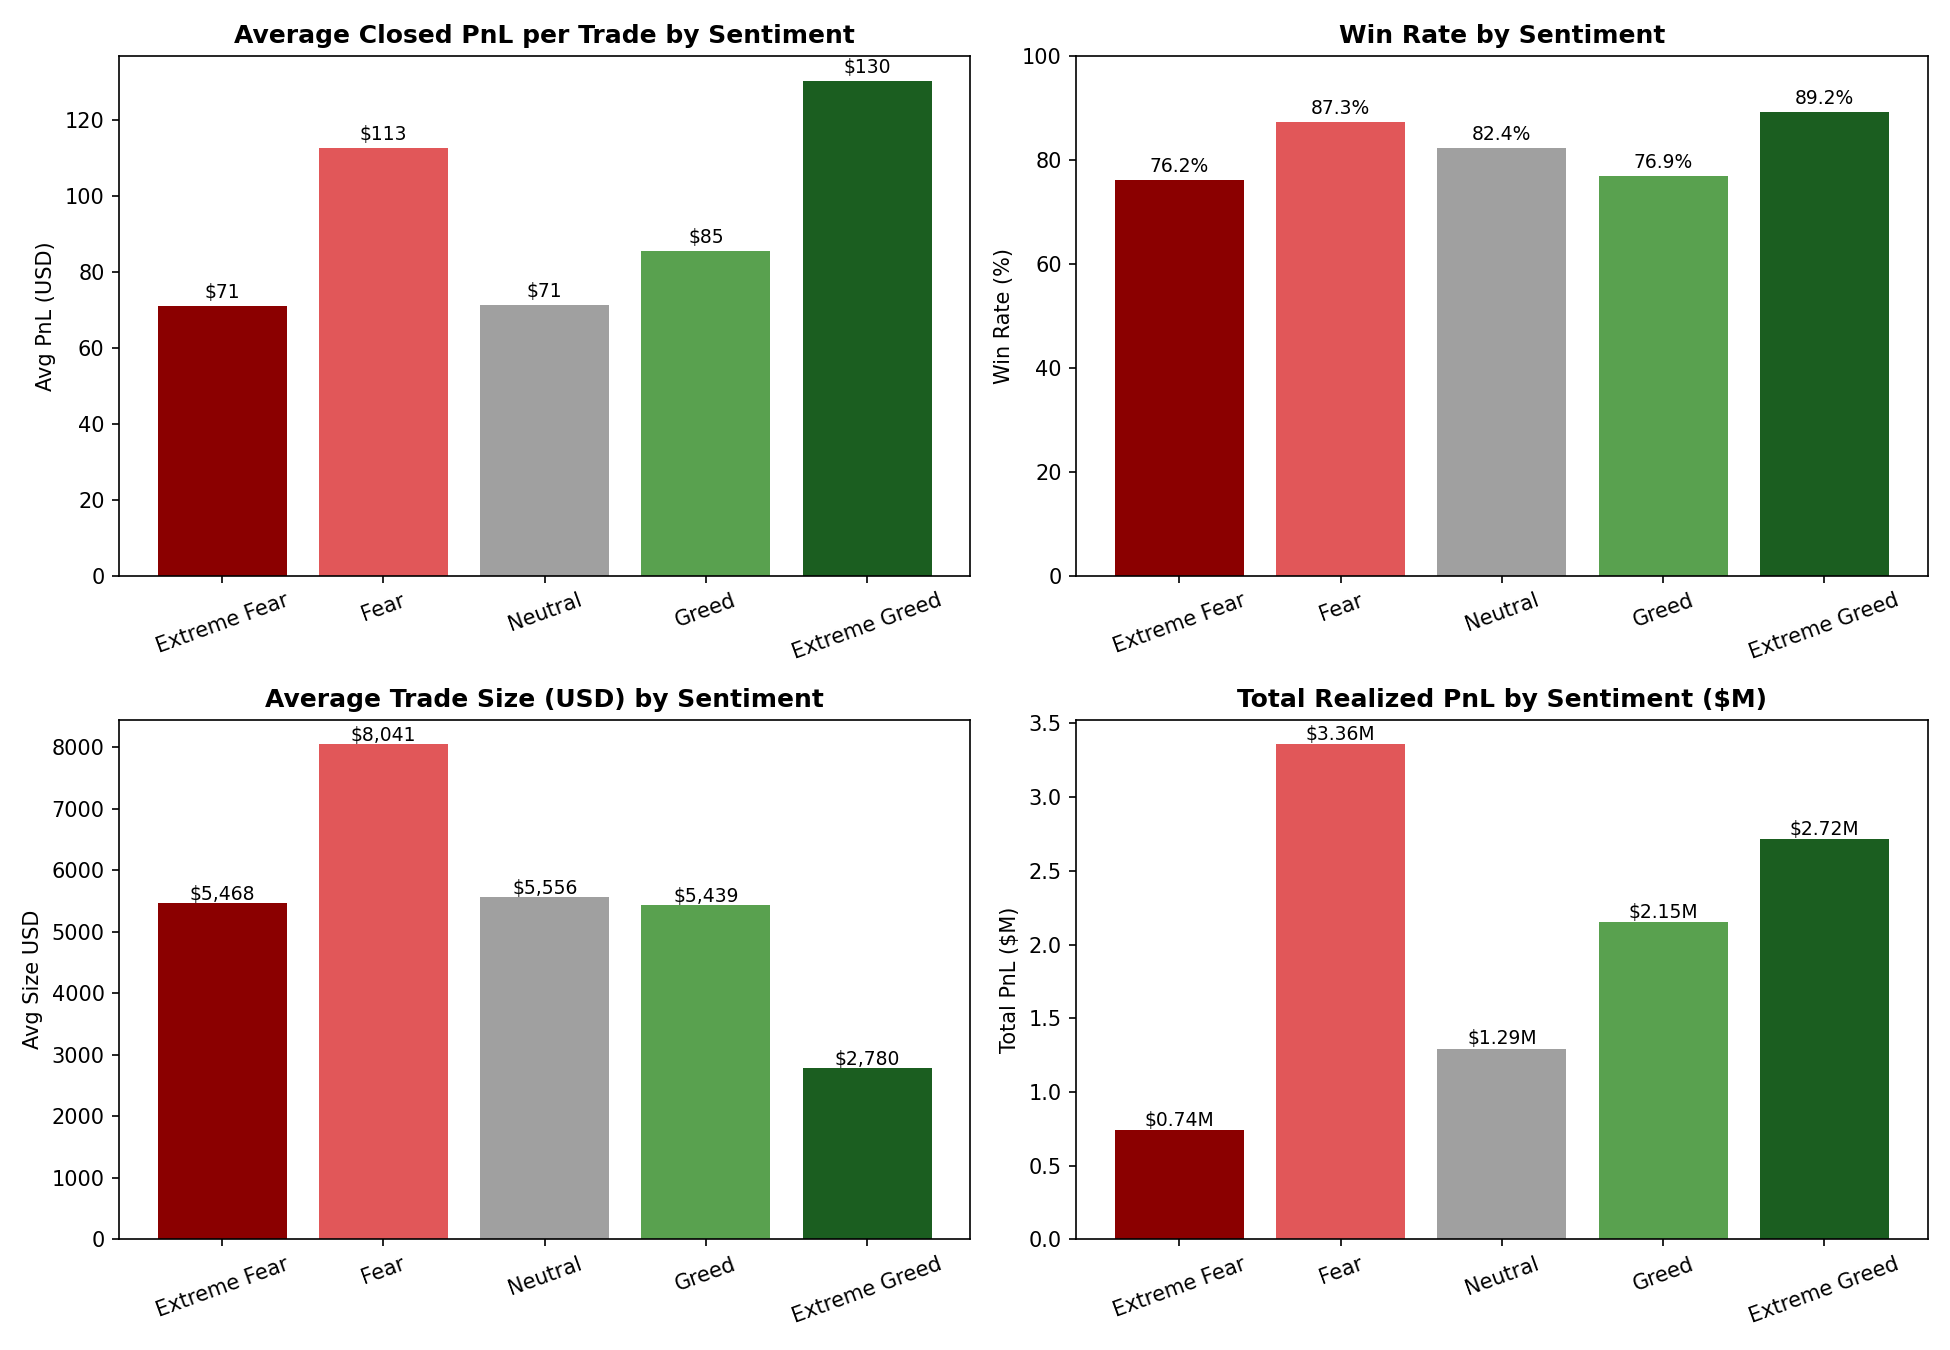 Average Closed PnL per Trade by Sentiment
Avg PnL (USD)
120
100
80
60
40
20
0
$71
$113
$71
$85
$130
Extreme Fear
Fear
Neutral
Greed
Extreme Greed
Win Rate by Sentiment
Win Rate (%)
100
80
60
40
20
0
76.2%
87.3%
82.4%
76.9%
89.2%
Extreme Fear
Fear
Neutral
Greed
Extreme Greed
Average Trade Size (USD) by Sentiment
Avg Size USD
8000
7000
6000
5000
4000
3000
2000
1000
0
$5,468
$8,041
$5,556
$5,439
$2,780
Extreme Fear
Fear
Neutral
Greed
Extreme Greed
Total Realized PnL by Sentiment ($M)
Total PnL ($M)
3.5
3.0
2.5
2.0
1.5
1.0
0.5
0.0
$0.74M
$3.36M
$1.29M
$2.15M
$2.72M
Extreme Fear
Fear
Neutral
Greed
Extreme Greed